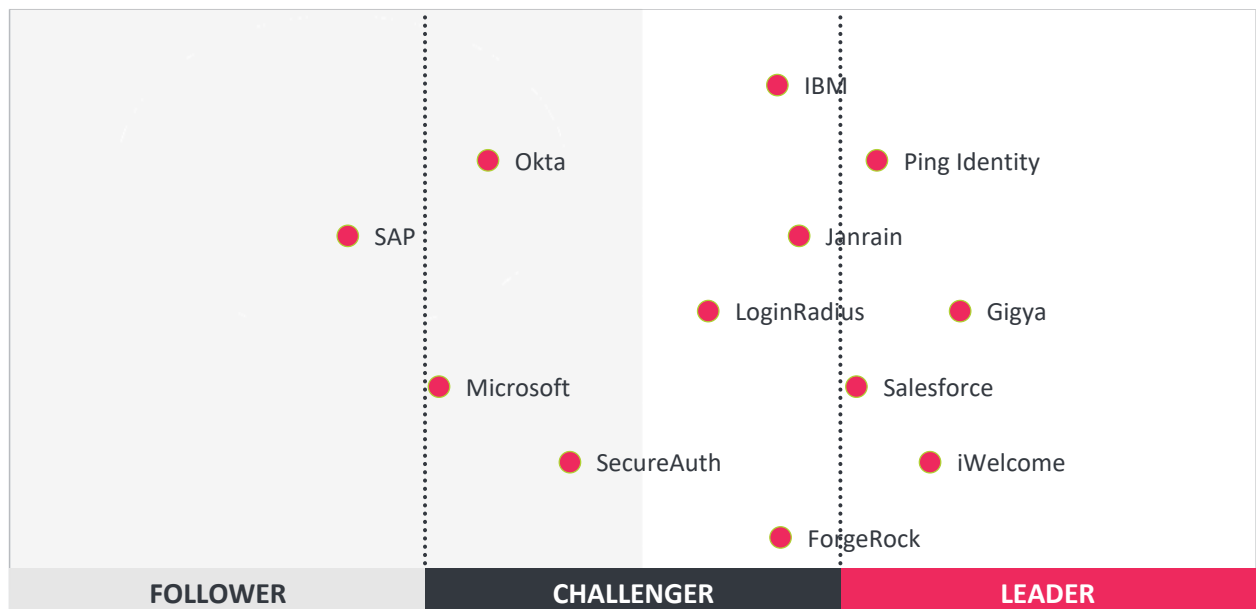 IBM
Okta
Ping Identity
SAP
Janrain
LoginRadius
Gigya
Microsoft
Salesforce
SecureAuth
iWelcome
ForgeRock
FOLLOWER
CHALLENGER
LEADER